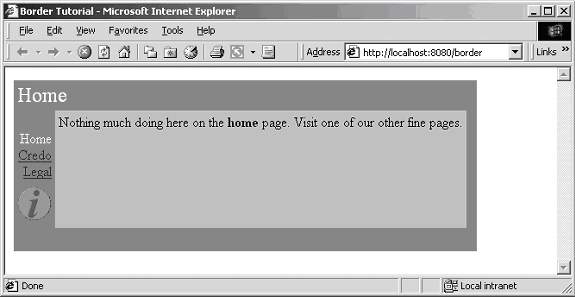 Border Tutorial - Microsoft Internet Explorer
File Edit View Favorites Tools Help
Address http://localhost:8080/border Links »
Home
Nothing much doing here on the home page. Visit one of our other fine pages.
Home
Credo
Legal
i
Done Local intranet